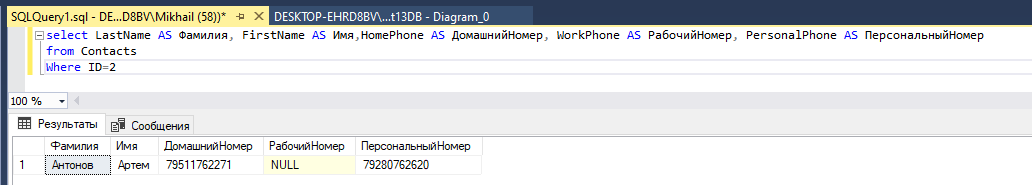 SQLQuery1.sql - DE...D8BV\Mikhail (58))* DESKTOP-EHRD8BV\...t13DB - Diagram_0
select LastName AS Фамилия, FirstName AS Имя,HomePhone AS ДомашнийНомер, WorkPhone AS РабочийНомер, PersonalPhone AS ПерсональныйНомер
from Contacts
Where ID=2
100 %
Результаты Сообщения
Фамилия Имя ДомашнийНомер РабочийНомер ПерсональныйНомер
1 Антонов Артем 79511762271 NULL 79280762620